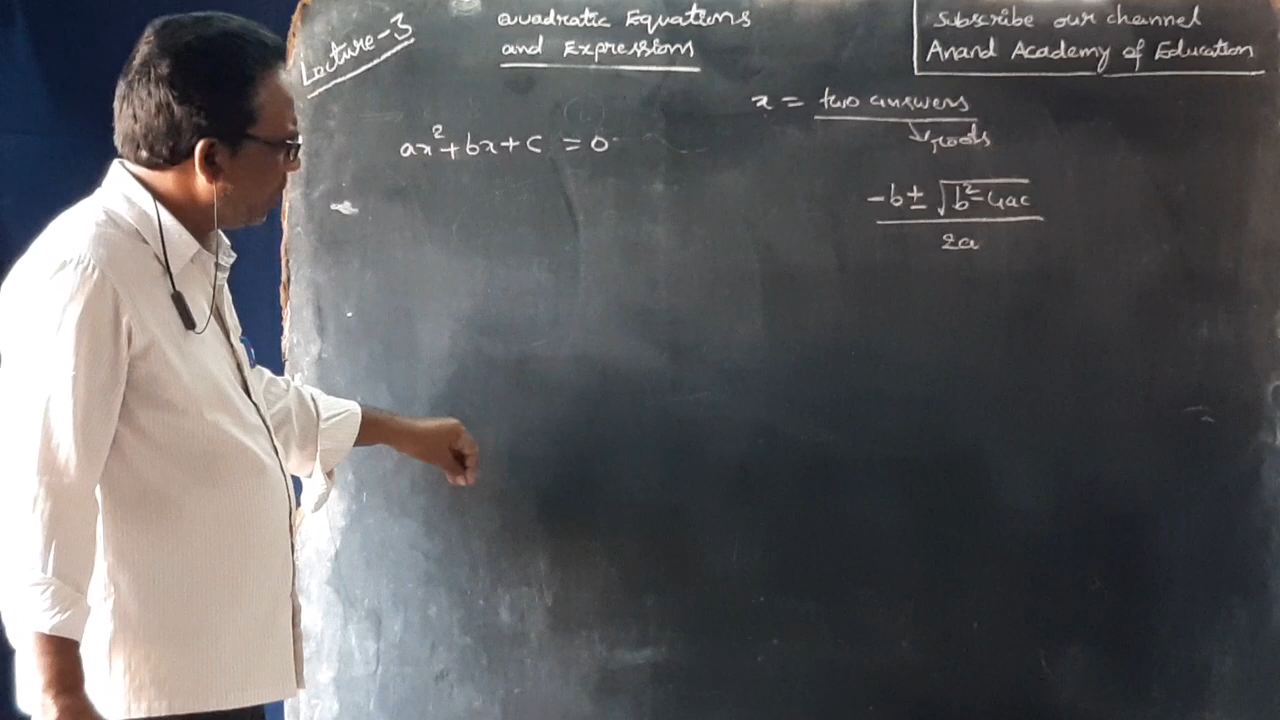 Lecture-3
Quadratic Equations
and Expressions
Subscribe our channel
Anand Academy of Education
x = two answers
↘ roots
ax²+bx+c = 0
-b ± √b²-4ac
2a